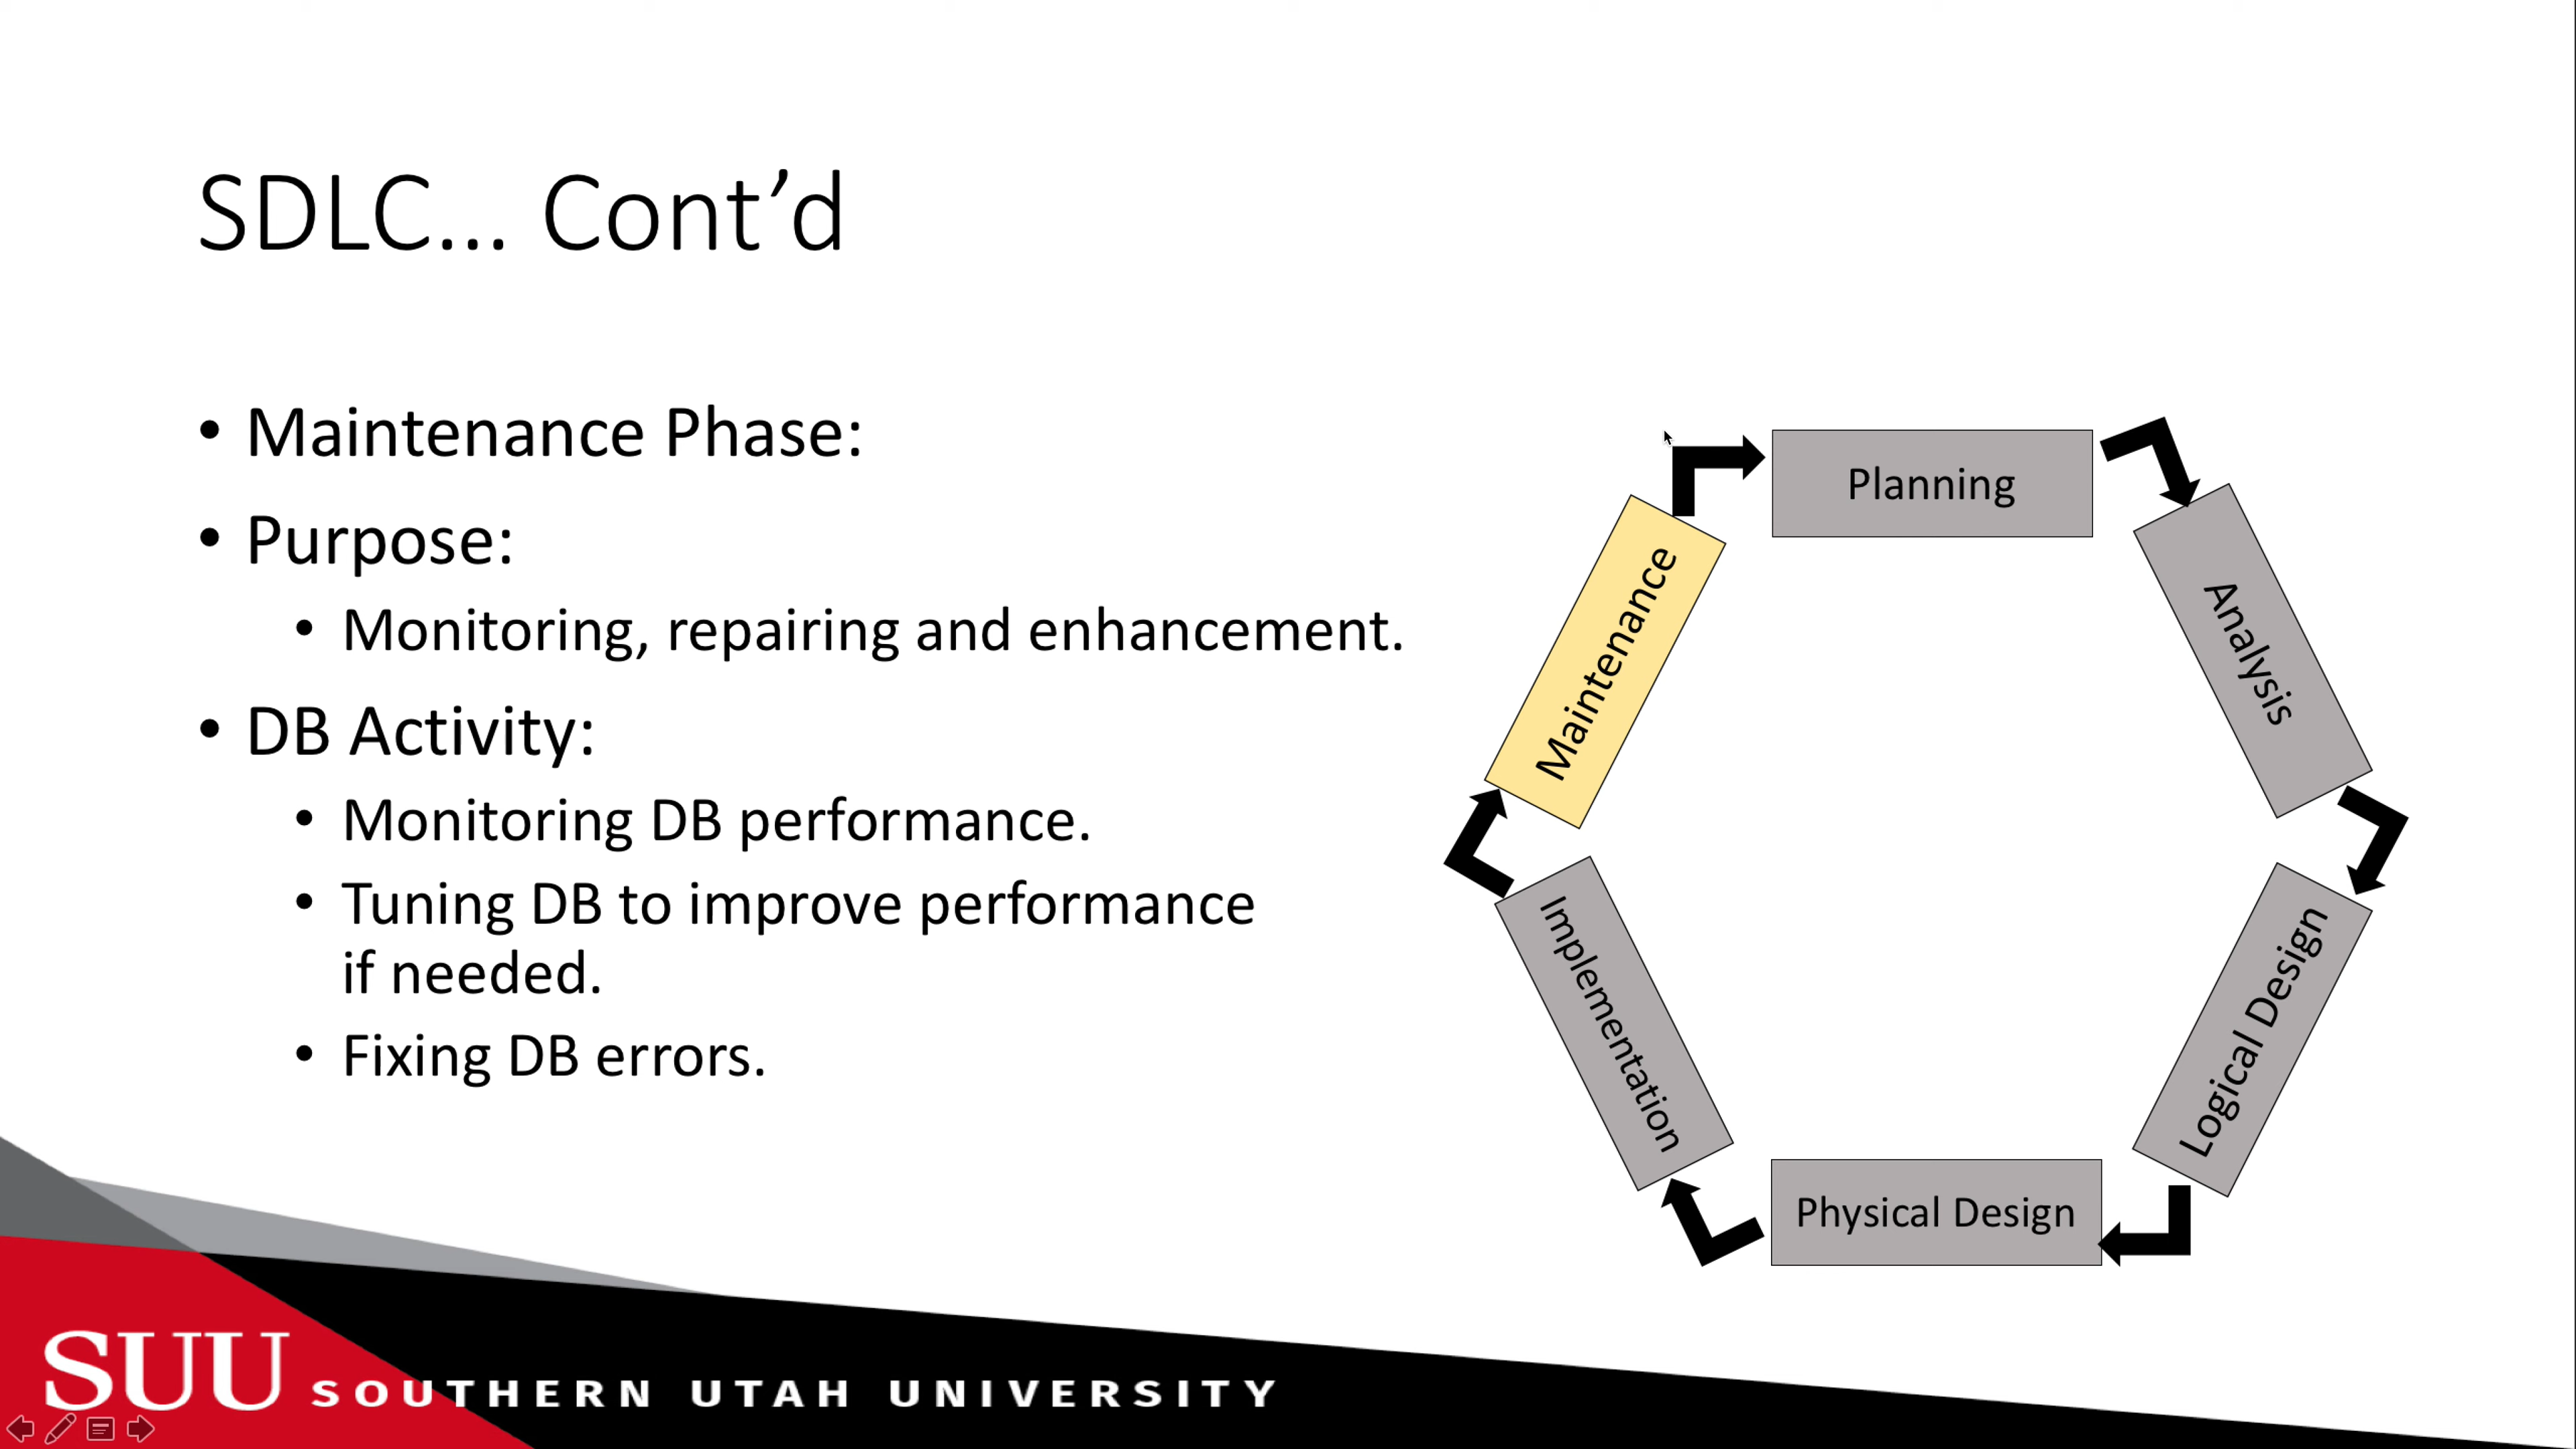 SDLC... Cont’d
• Maintenance Phase:
• Purpose:
• Monitoring, repairing and enhancement.
• DB Activity:
• Monitoring DB performance.
• Tuning DB to improve performance
if needed.
• Fixing DB errors.
Planning
Analysis
Logical Design
Physical Design
Implementation
Maintenance
SUU SOUTHERN UTAH UNIVERSITY